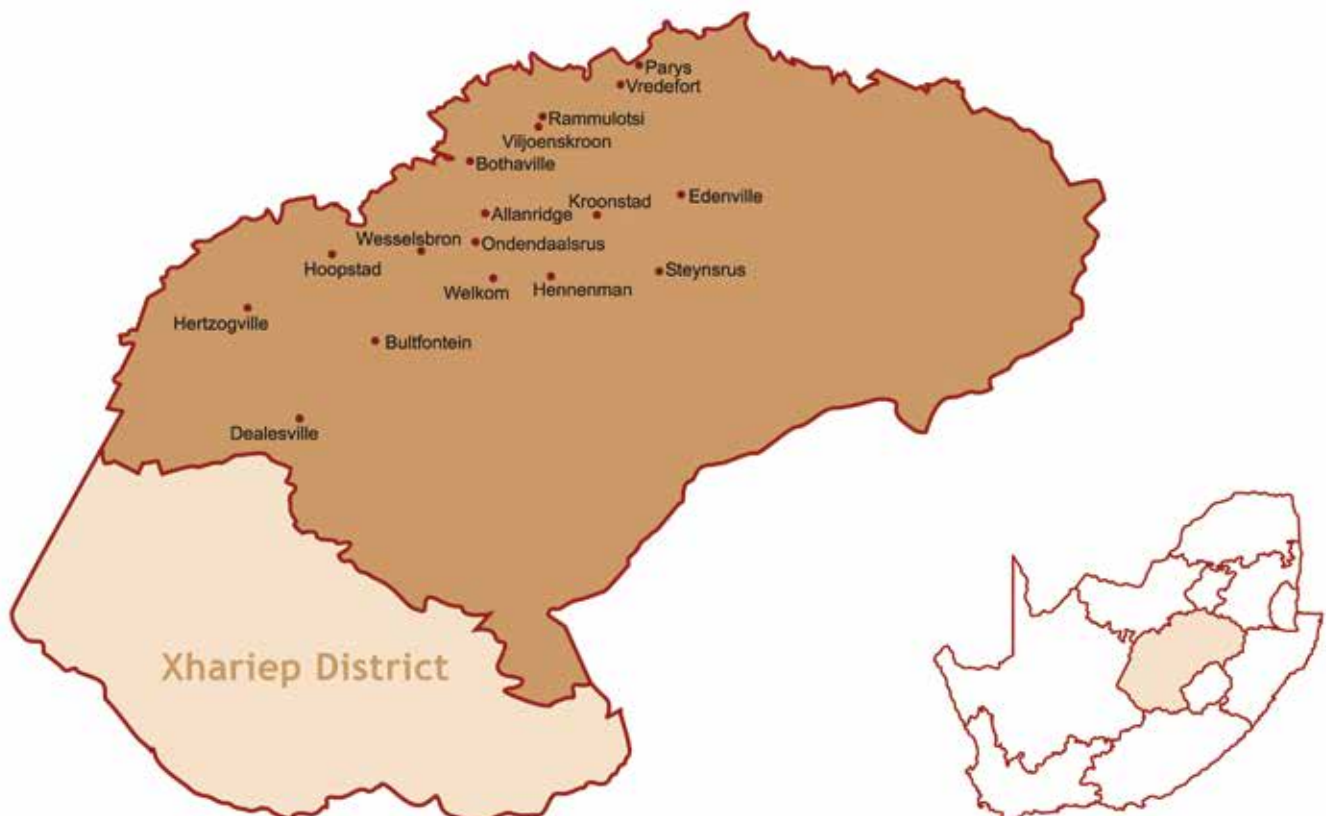 Parys
Vredefort
Rammulotsi
Viljoenskroon
Bothaville
Edenville
Kroonstad
Allanridge
Wesselsbron
Ondendaalsrus
Hoopstad
Steynsrus
Welkom
Hennenman
Hertzogville
Bultfontein
Dealesville
Xhariep District